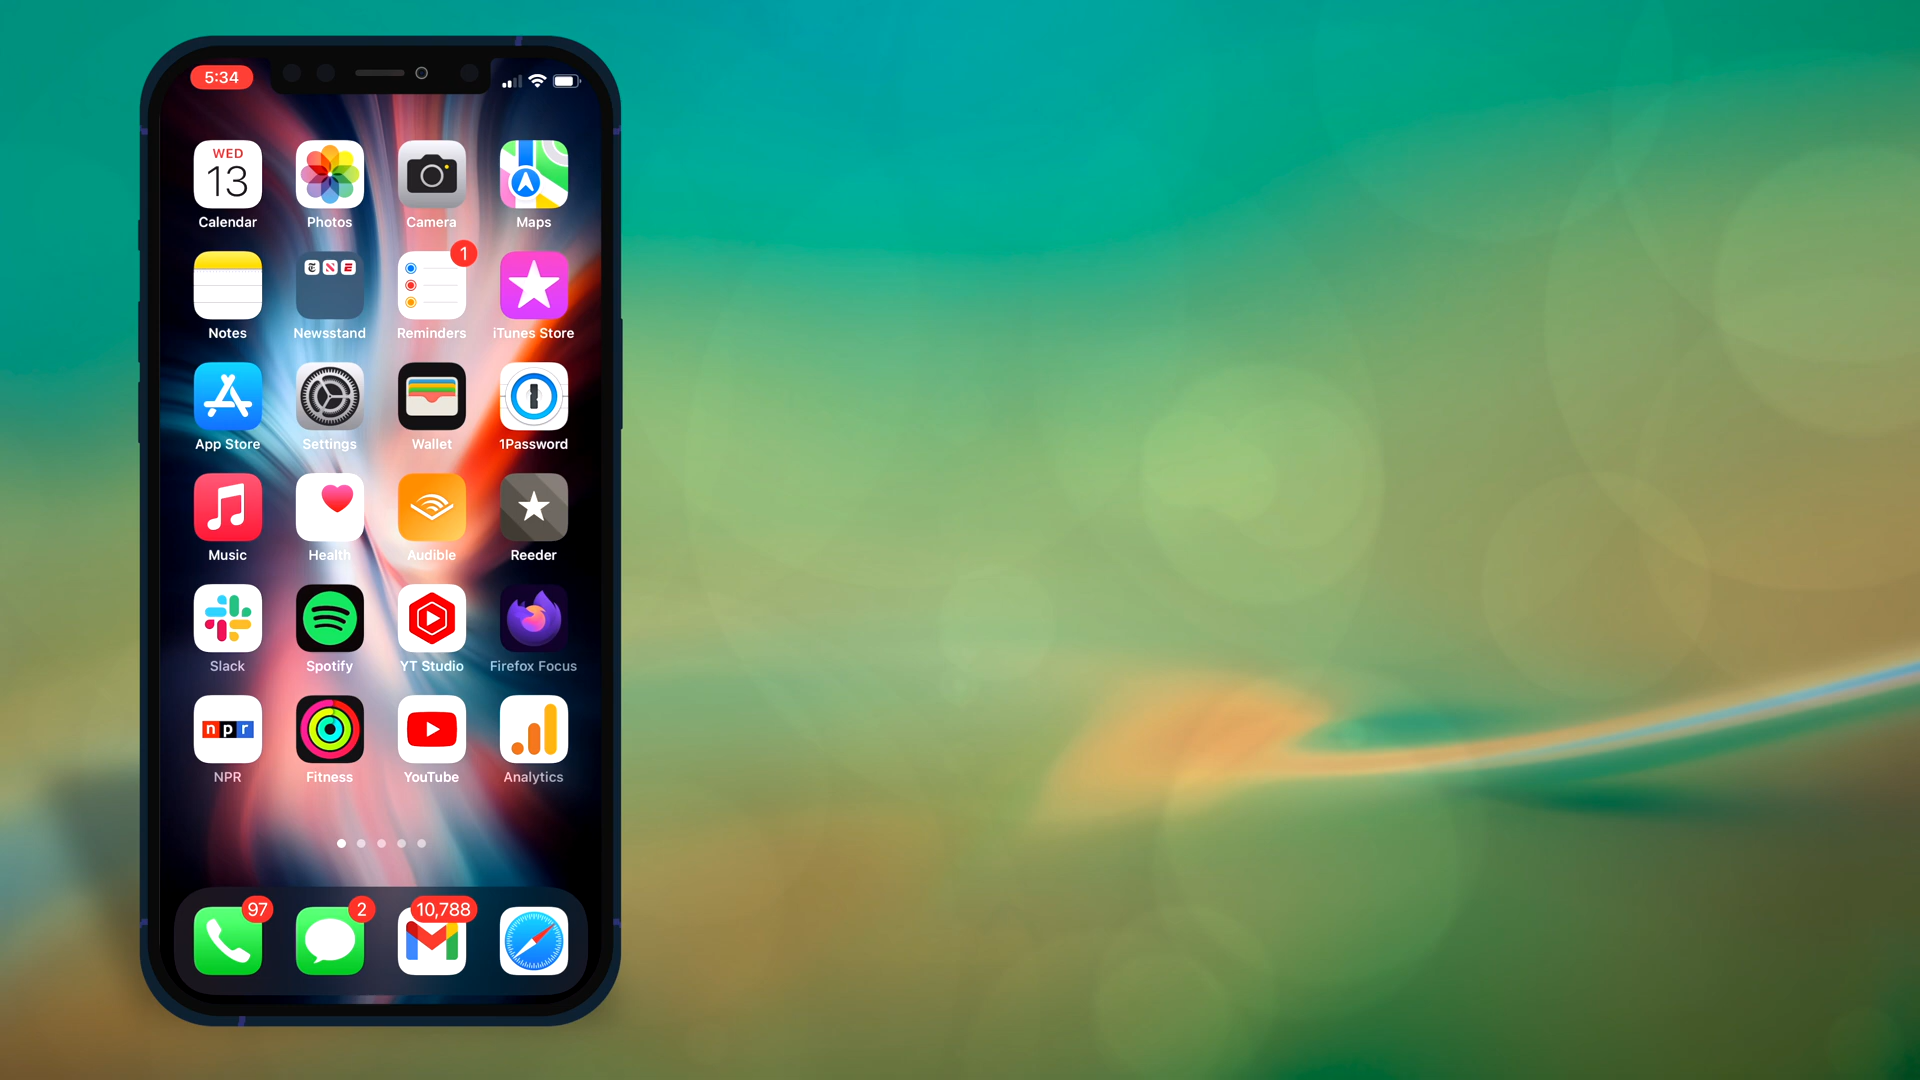 5:34
WED
13
Calendar
Photos
Camera
Maps
1
Notes
Newsstand
Reminders
iTunes Store
App Store
Settings
Wallet
1Password
Music
Health
Audible
Reeder
Slack
Spotify
YT Studio
Firefox Focus
npr
NPR
Fitness
YouTube
Analytics
97
2
10,788